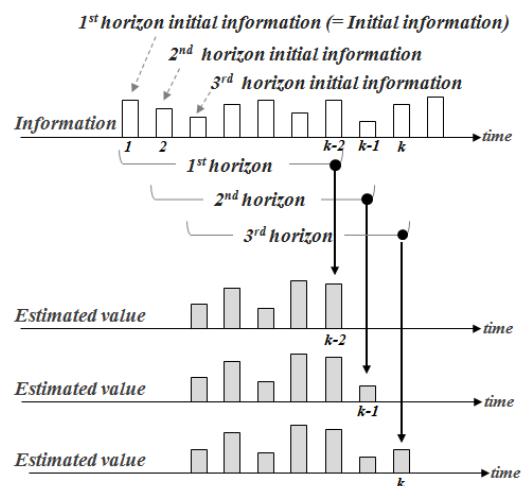 1st horizon initial information (= Initial information)
2nd horizon initial information
3rd horizon initial information
Information
time
1 2 k-2 k-1 k
1st horizon
2nd horizon
3rd horizon
Estimated value
time
k-2
Estimated value
time
k-1
Estimated value
time
k